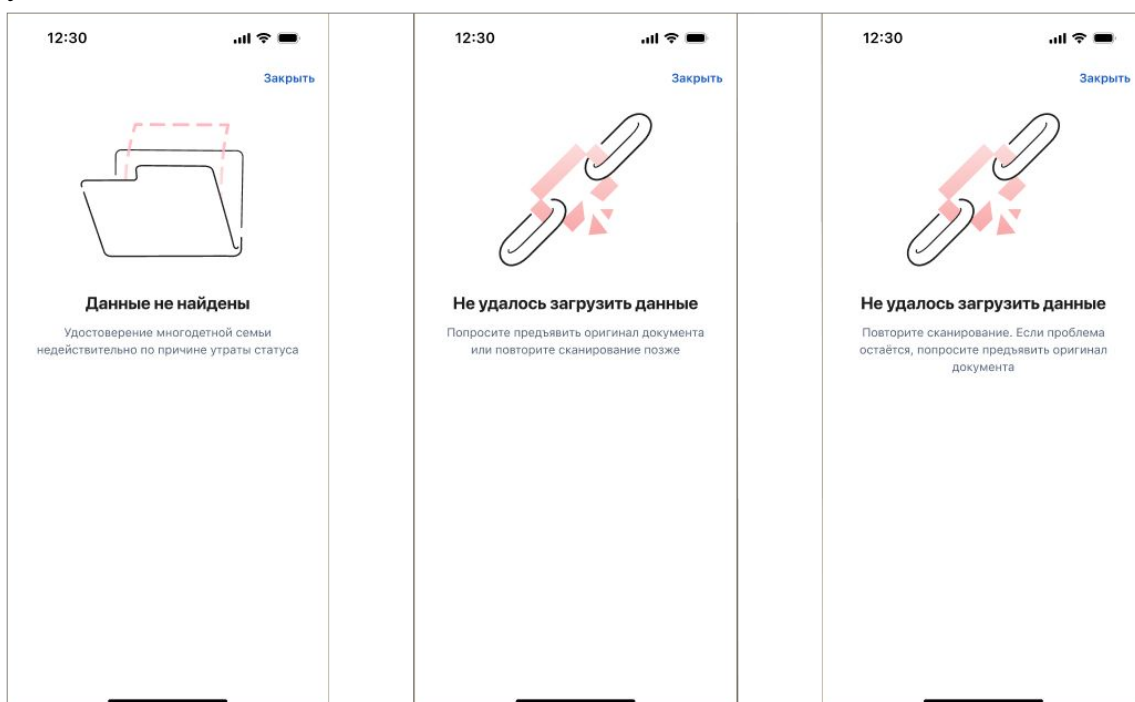 12:30
Закрыть
Данные не найдены
Удостоверение многодетной семьи
недействительно по причине утраты статуса
12:30
Закрыть
Не удалось загрузить данные
Попросите предъявить оригинал документа
или повторите сканирование позже
12:30
Закрыть
Не удалось загрузить данные
Повторите сканирование. Если проблема
остаётся, попросите предъявить оригинал
документа